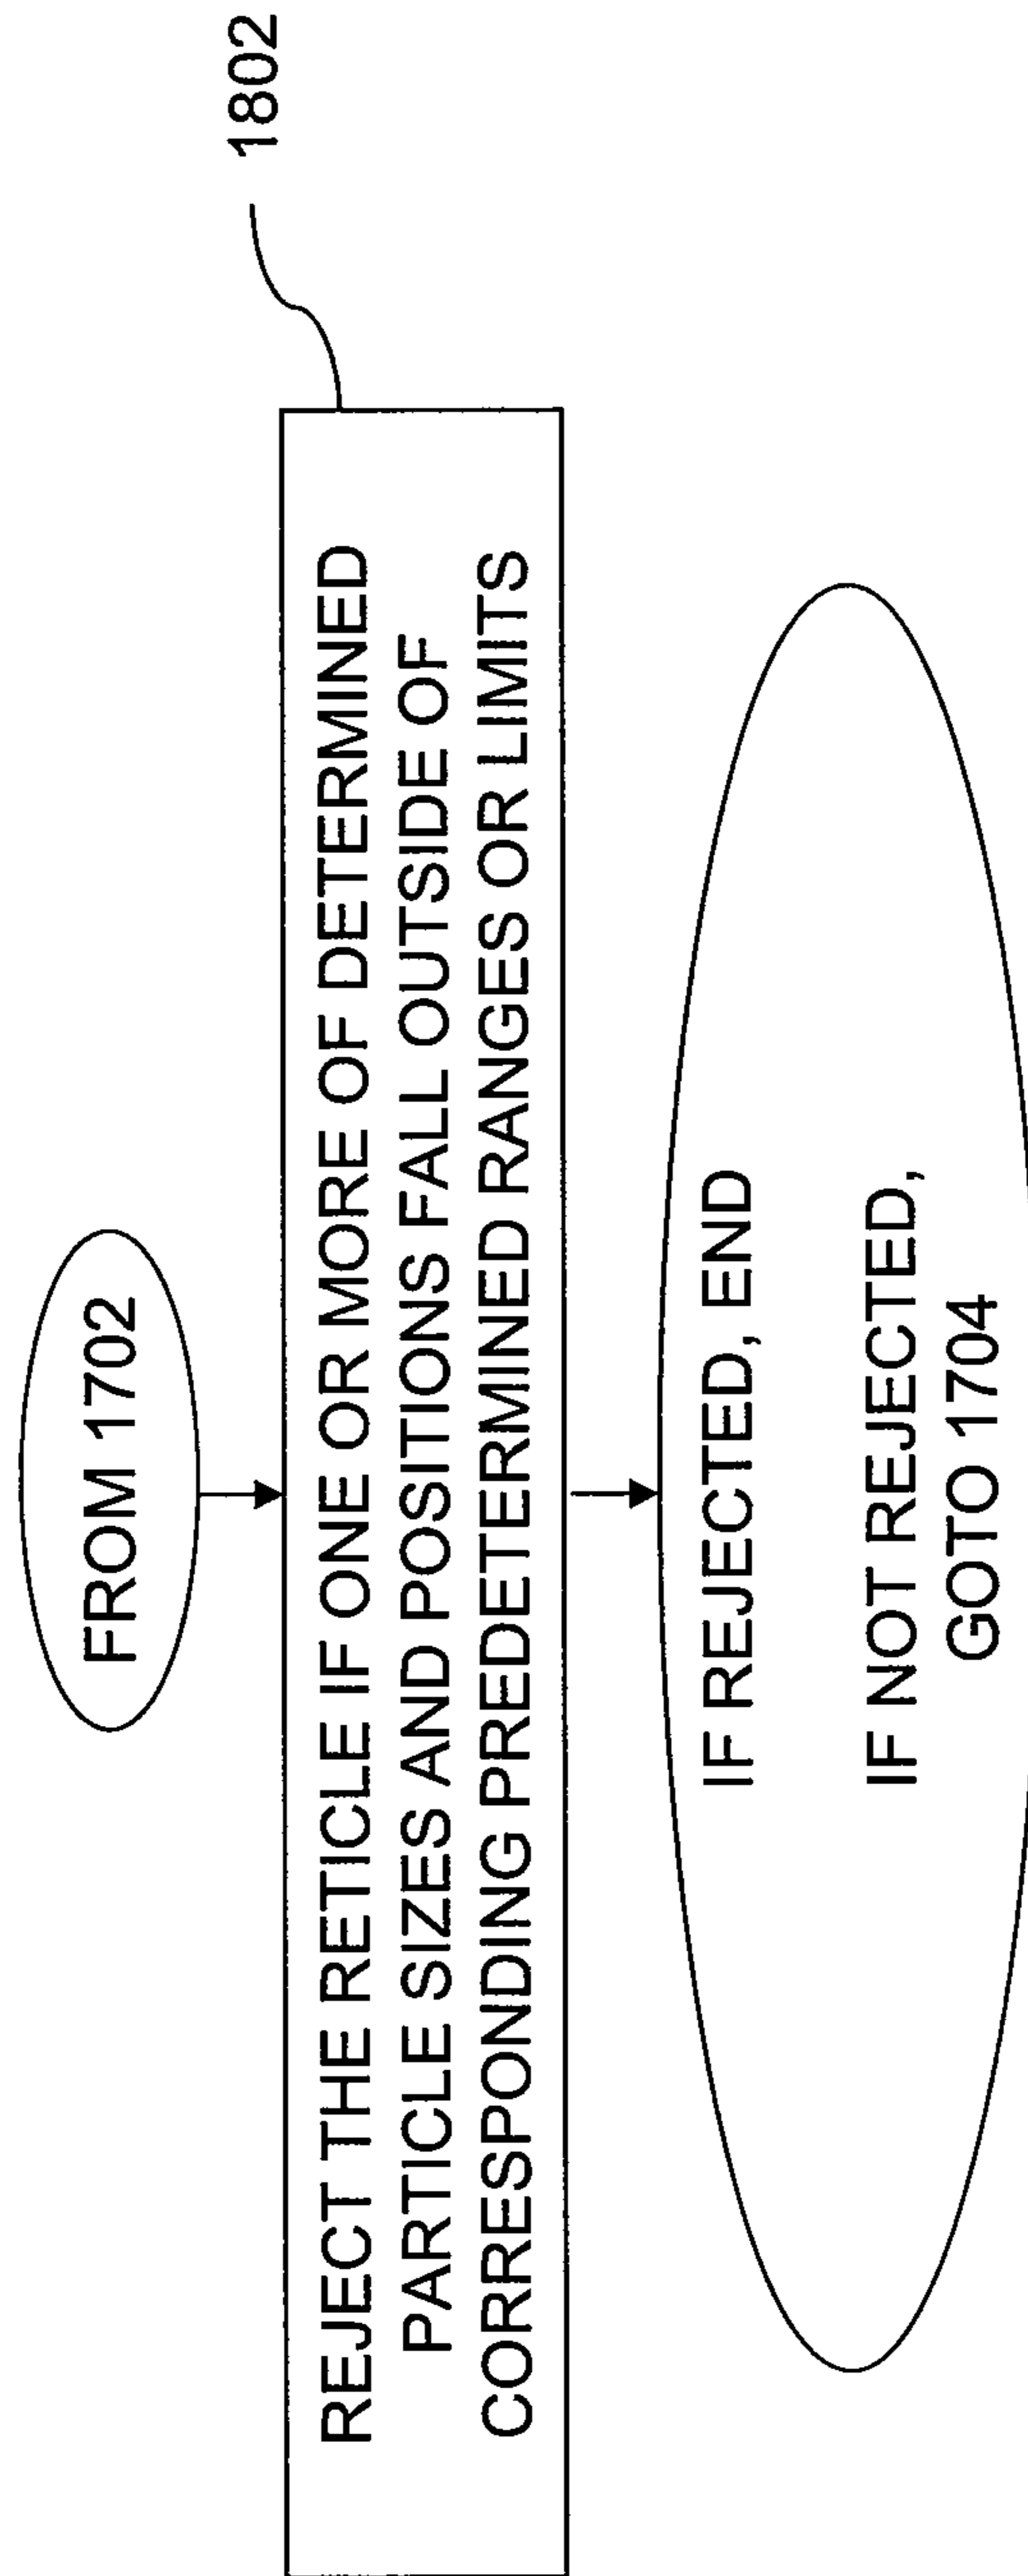 FROM 1702
1802
REJECT THE RETICLE IF ONE OR MORE OF DETERMINED
PARTICLE SIZES AND POSITIONS FALL OUTSIDE OF
CORRESPONDING PREDETERMINED RANGES OR LIMITS
IF REJECTED, END
IF NOT REJECTED,
GOTO 1704